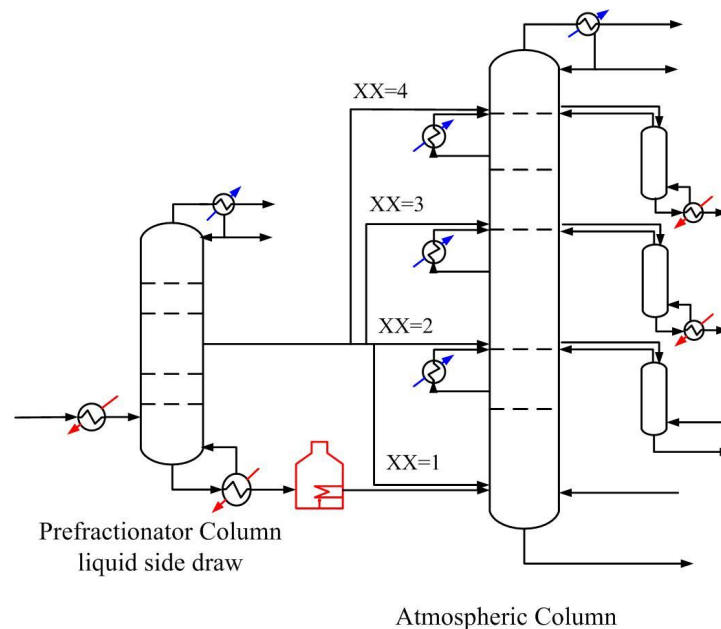 XX=4
XX=3
XX=2
XX=1
Prefractionator Column
liquid side draw
Atmospheric Column